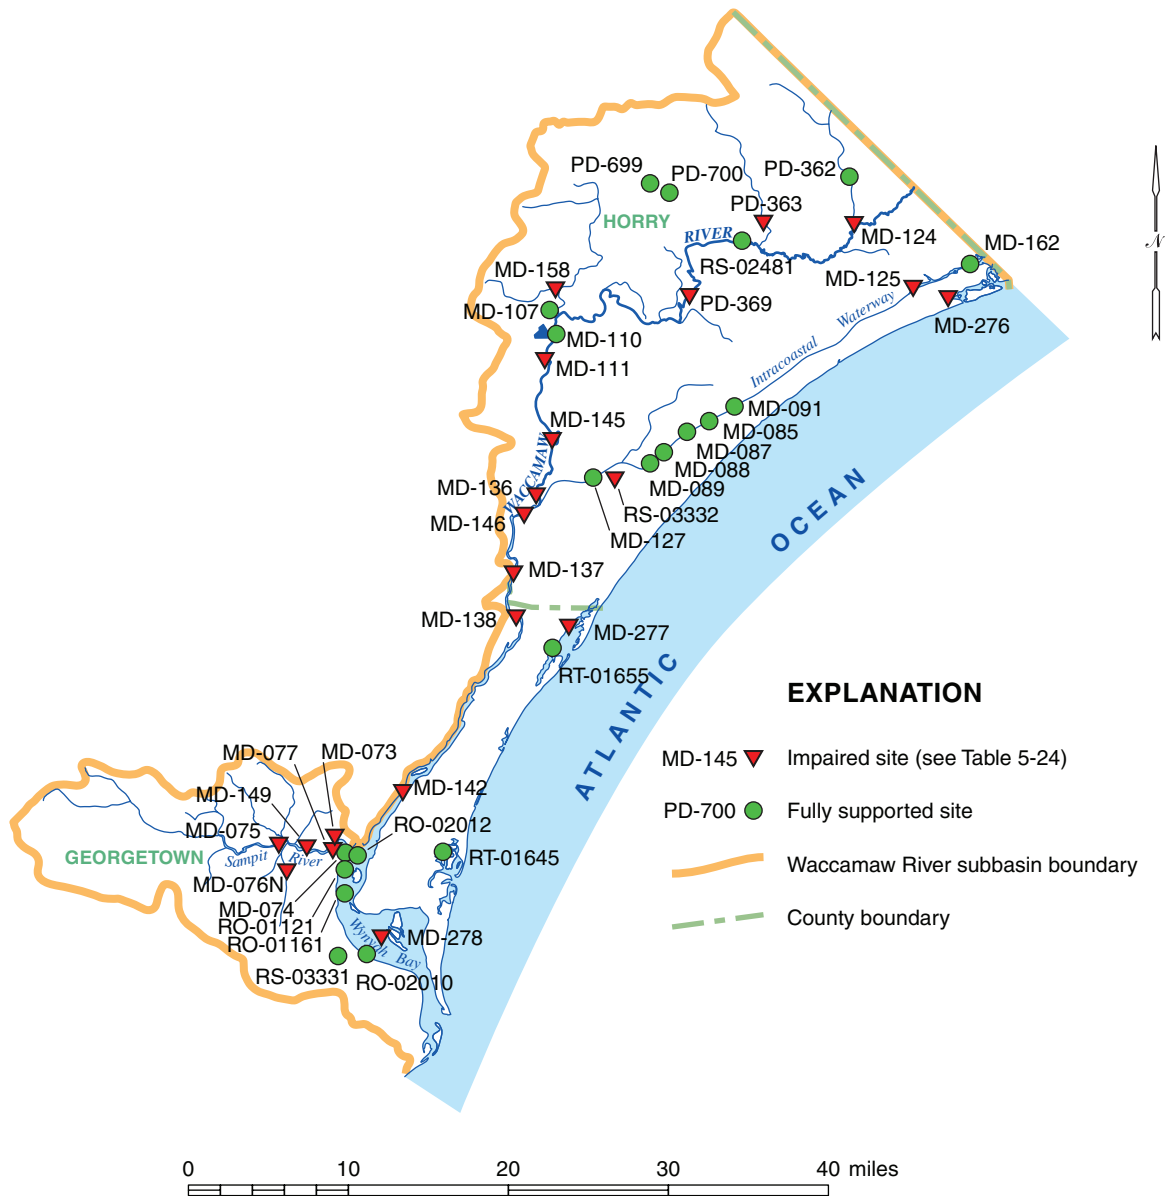 PD-699
PD-700
PD-362
HORRY
PD-363
RIVER
MD-124
MD-162
RS-02481
MD-158
MD-125
PD-369
MD-107
Waterway
MD-276
MD-110
MD-111
Intracoastal
MD-091
MD-145
MD-085
MD-087
MD-088
WACCAMAW
MD-136
MD-089
MD-146
RS-03332
MD-127
OCEAN
MD-137
MD-138
MD-277
RT-01655
ATLANTIC
EXPLANATION
MD-145 Impaired site (see Table 5-24)
PD-700 Fully supported site
Waccamaw River subbasin boundary
County boundary
MD-077
MD-073
MD-142
MD-149
RO-02012
MD-075
GEORGETOWN
Sampit River
RT-01645
MD-076N
MD-074
RO-01121
RO-01161
Wynyah Bay
MD-278
RS-03331
RO-02010
N
0 10 20 30 40 miles